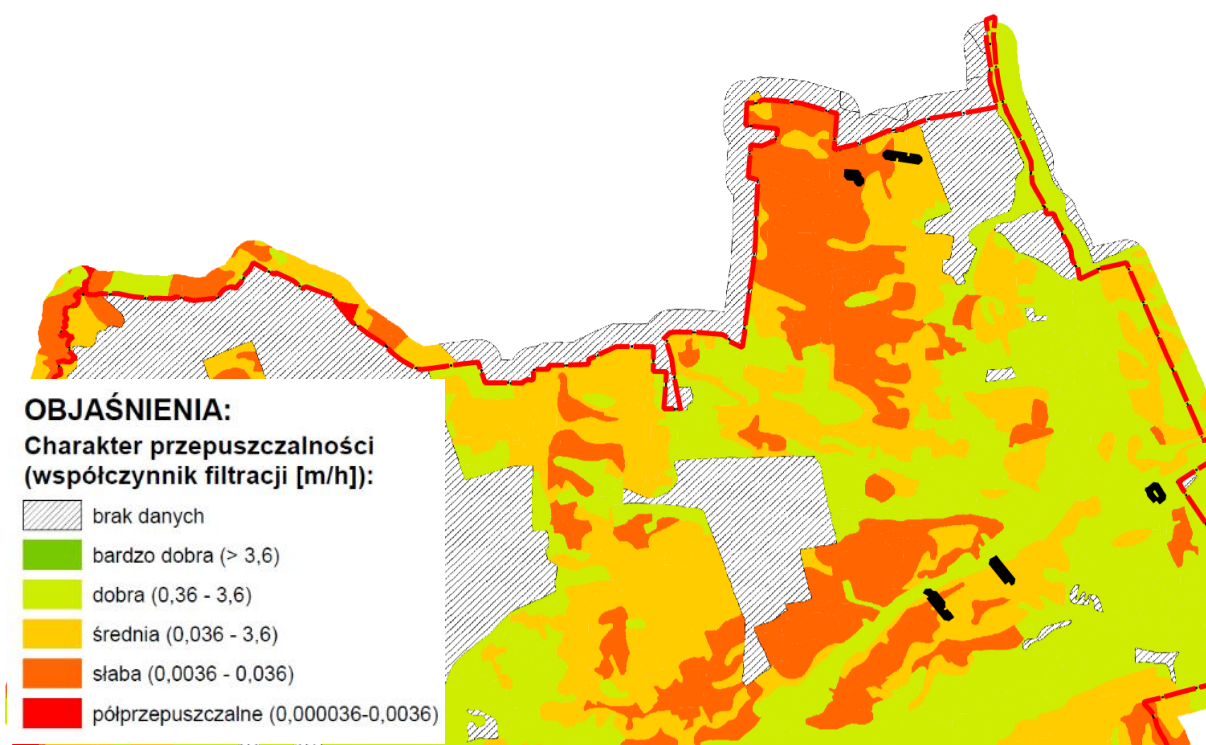 OBJAŚNIENIA:
Charakter przepuszczalności
(współczynnik filtracji [m/h]):
brak danych
bardzo dobra (> 3,6)
dobra (0,36 - 3,6)
średnia (0,036 - 3,6)
słaba (0,0036 - 0,036)
półprzepuszczalne (0,000036-0,0036)